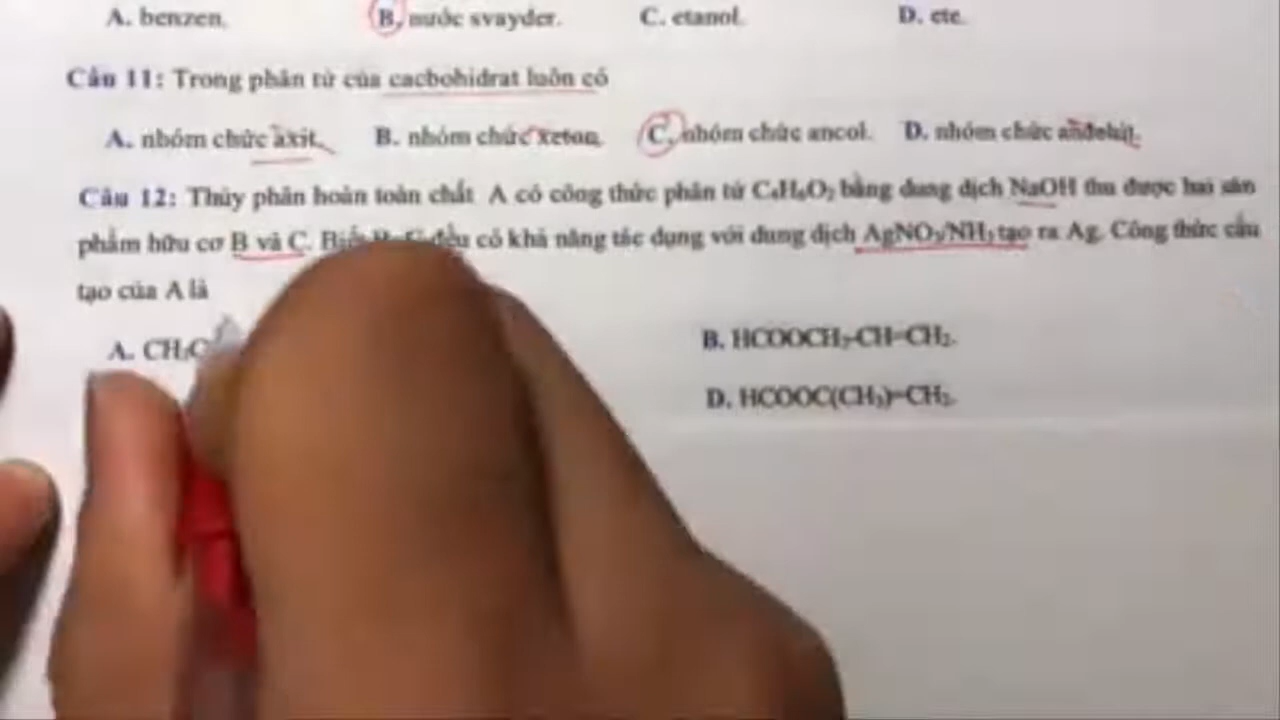 A. benzen. B. nước svayder. C. etanol. D. ete.
Câu 11: Trong phân tử của cacbohidrat luôn có
A. nhóm chức axit. B. nhóm chức xeton. C. nhóm chức ancol. D. nhóm chức anđehit.
Câu 12: Thủy phân hoàn toàn chất A có công thức phân tử C₄H₆O₂ bằng dung dịch NaOH thu được hai sản
phẩm hữu cơ B và C. Biết đều có khả năng tác dụng với dung dịch AgNO₃/NH₃ tạo ra Ag. Công thức cấu
tạo của A là
A. CH₃C B. HCOOCH₂-CH=CH₂.
D. HCOOC(CH₃)=CH₂.